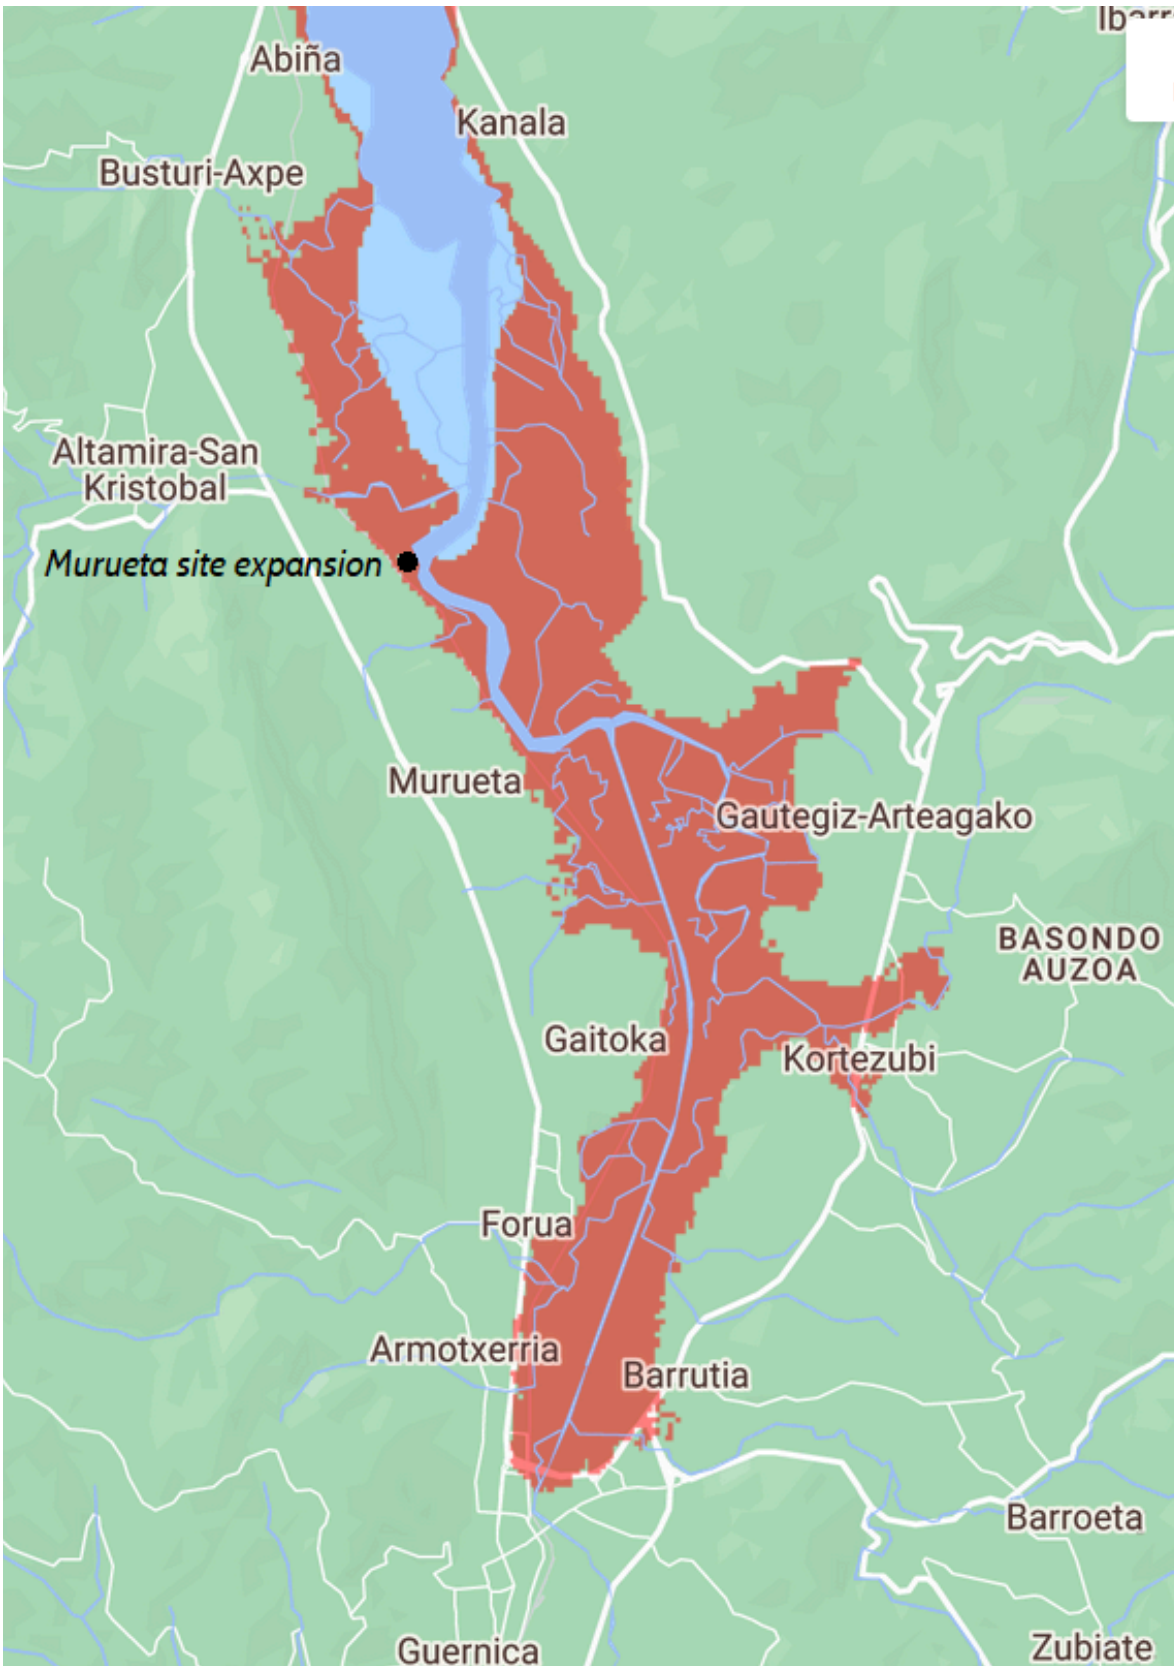 Abiña
Kanala
Busturi-Axpe
Altamira-San
Kristobal
Murueta site expansion
Murueta
Gautegiz-Arteagako
BASONDO
AUZOA
Gaitoka
Kortezubi
Forua
Armotxerria
Barrutia
Barroeta
Guernica
Zubiate